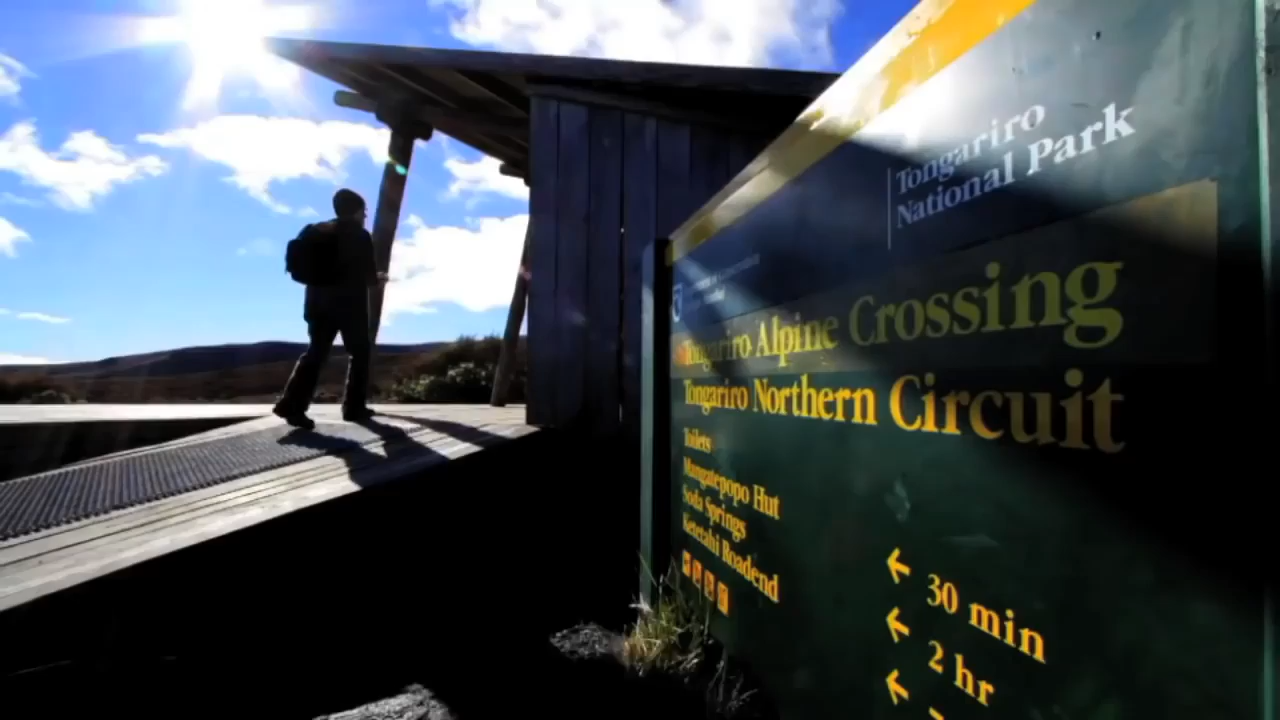 Tongariro
National Park
Tongariro Alpine Crossing
Tongariro Northern Circuit
Toilets
Mangatepopo Hut
Soda Springs
Ketetahi Roadend
30 min
2 hr